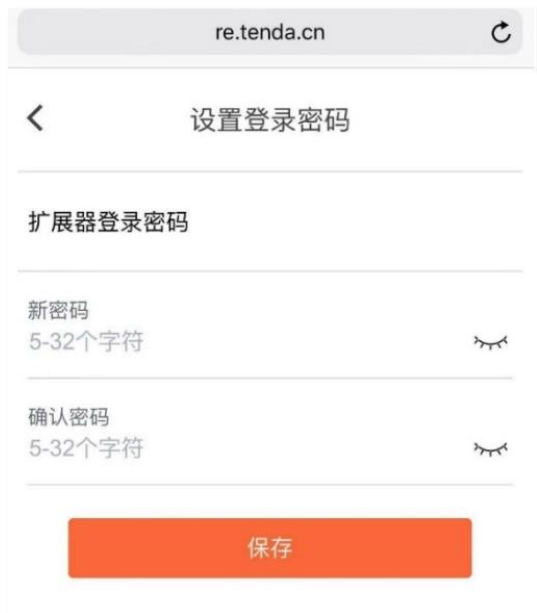 re.tenda.cn
设置登录密码
扩展器登录密码
新密码
5-32个字符
确认密码
5-32个字符
保存